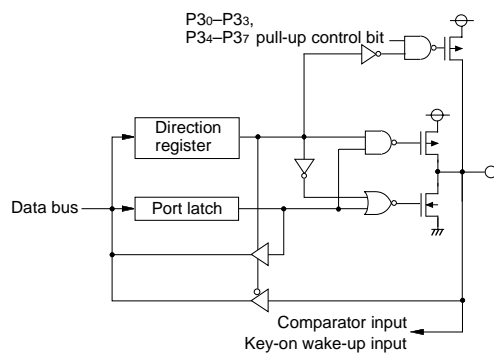 P3₀–P3₃,
P3₄–P3₇ pull-up control bit
Direction
register
Data bus
Port latch
Comparator input
Key-on wake-up input